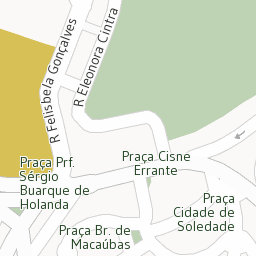 R Felisbela Gonçalves
R Eleonora Cintra
Praça Cisne
Errante
Praça Prf.
Sérgio
Buarque de
Holanda
Praça
Cidade de
Soledade
Praça Br. de
Macaúbas